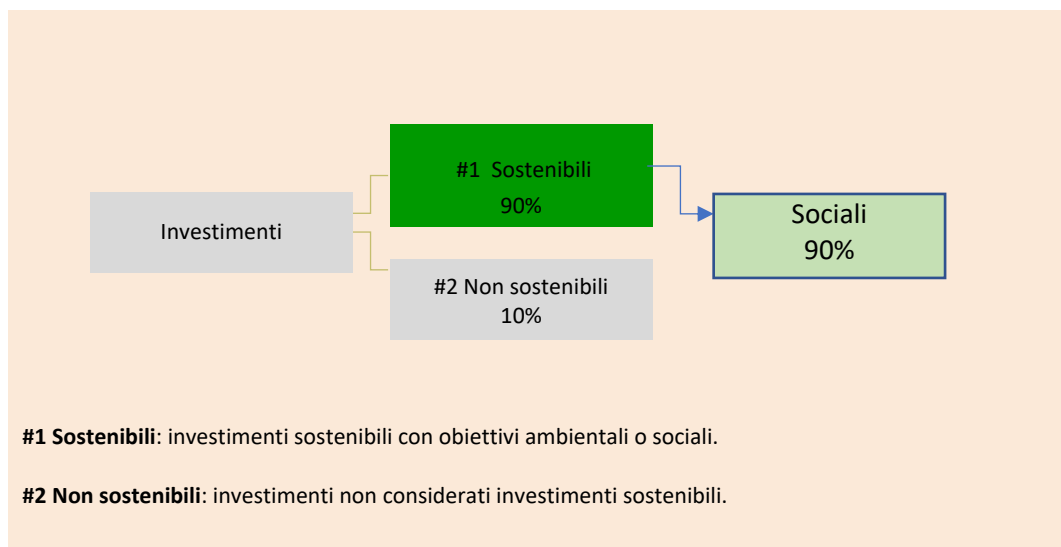 #1 Sostenibili
90%
Investimenti
Sociali
90%
#2 Non sostenibili
10%
#1 Sostenibili: investimenti sostenibili con obiettivi ambientali o sociali.
#2 Non sostenibili: investimenti non considerati investimenti sostenibili.